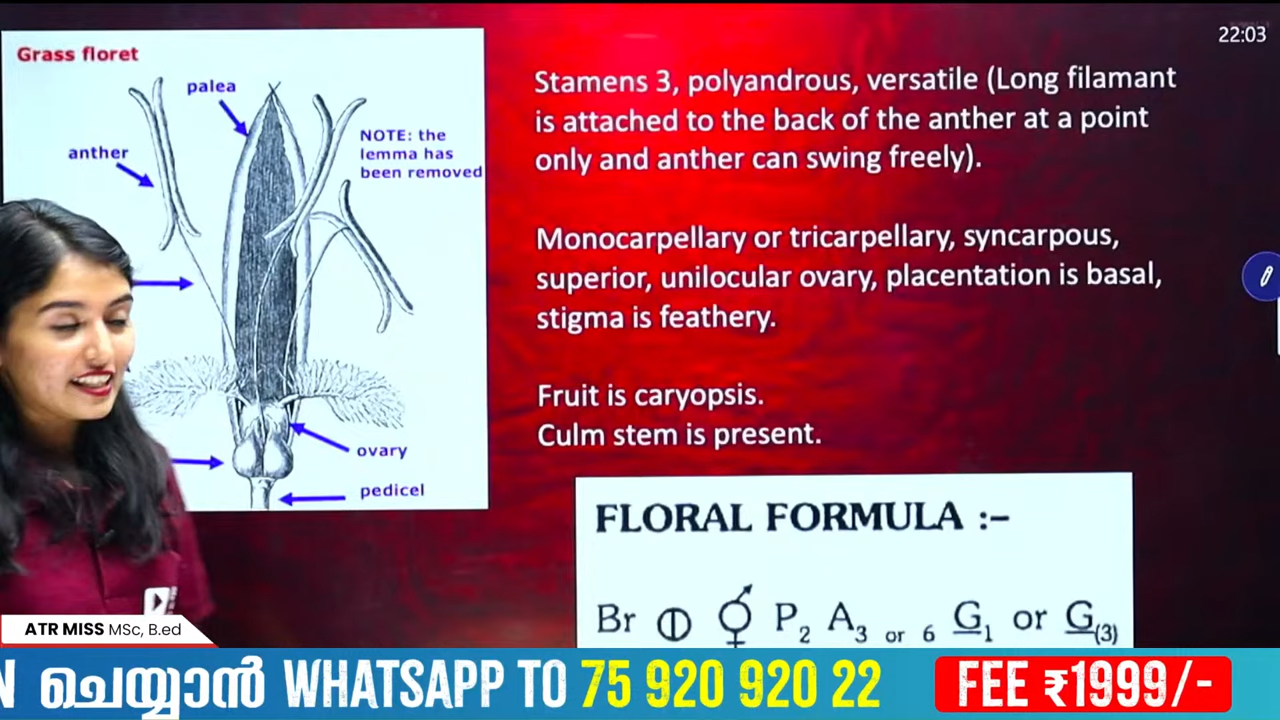 Grass floret
22:03
palea
anther
NOTE: the
lemma has
been removed
ovary
pedicel
Stamens 3, polyandrous, versatile (Long filamant
is attached to the back of the anther at a point
only and anther can swing freely).
Monocarpellary or tricarpellary, syncarpous,
superior, unilocular ovary, placentation is basal,
stigma is feathery.
Fruit is caryopsis.
Culm stem is present.
FLORAL FORMULA :-
Br ⦶ ⚥ P₂ A₃ or ₆ G̲₁ or G̲₍₃₎
ATR MISS MSc, B.ed
N ചെയ്യാൻ WHATSAPP TO 75 920 920 22 FEE ₹1999/-